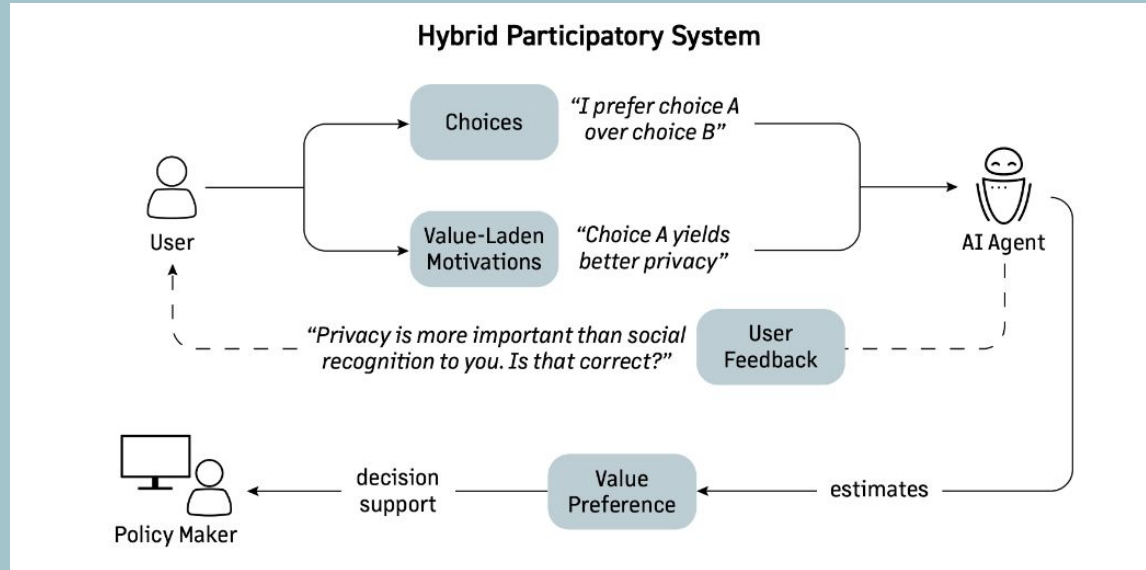 Hybrid Participatory System
Choices
“I prefer choice A
over choice B”
User
Value-Laden
Motivations
“Choice A yields
better privacy”
AI Agent
“Privacy is more important than social
recognition to you. Is that correct?”
User
Feedback
Policy Maker
decision
support
Value
Preference
estimates